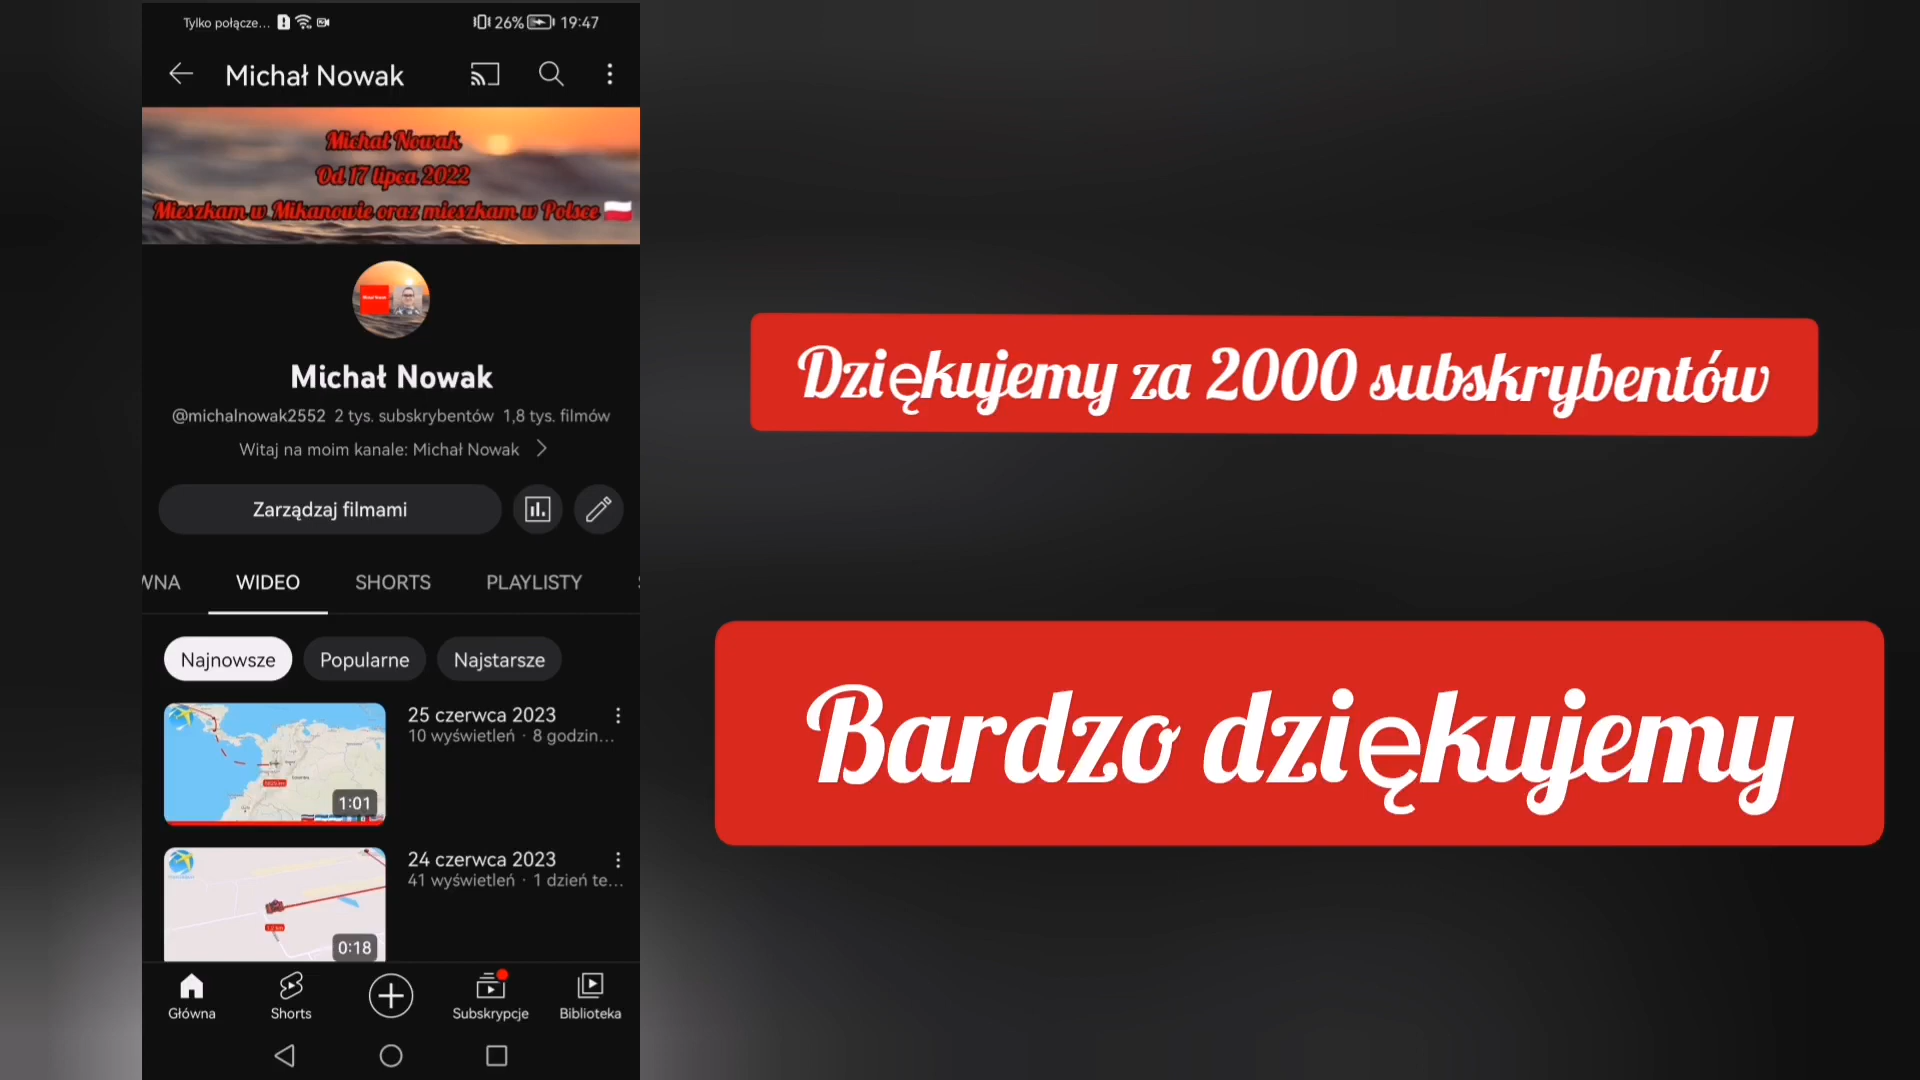 Tylko połącze...
26%
19:47
Michał Nowak
Michał Nowak
Od 17 lipca 2022
Mieszkam w Mikanowie oraz mieszkam w Polsce
Michał Nowak
@michalnowak2552 2 tys. subskrybentów 1,8 tys. filmów
Witaj na moim kanale: Michał Nowak
Zarządzaj filmami
WNA WIDEO SHORTS PLAYLISTY
Najnowsze Popularne Najstarsze
25 czerwca 2023
10 wyświetleń · 8 godzin...
1:01
24 czerwca 2023
41 wyświetleń · 1 dzień te...
0:18
Główna Shorts Subskrypcje Biblioteka
Dziękujemy za 2000 subskrybentów
Bardzo dziękujemy